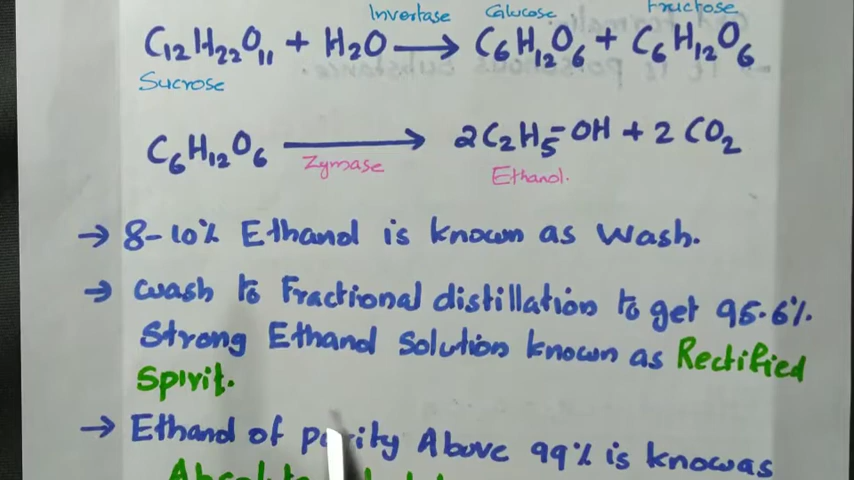 Invertase Glucose Fructose
C12H22O11 + H2O ⟶ C6H12O6 + C6H12O6
Sucrose
C6H12O6 ⟶ 2C2H5-OH + 2CO2
Zymase Ethanol.
→ 8-10% Ethanol is known as Wash.
→ Wash to Fractional distillation to get 95.6%.
Strong Ethanol Solution known as Rectified
Spirit.
→ Ethanol of purity Above 99% is knowas